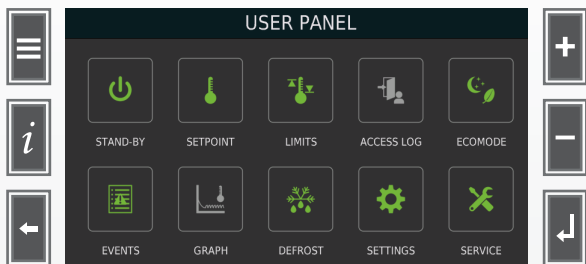 USER PANEL
STAND-BY SETPOINT LIMITS ACCESS LOG ECOMODE
EVENTS GRAPH DEFROST SETTINGS SERVICE
+
i
-